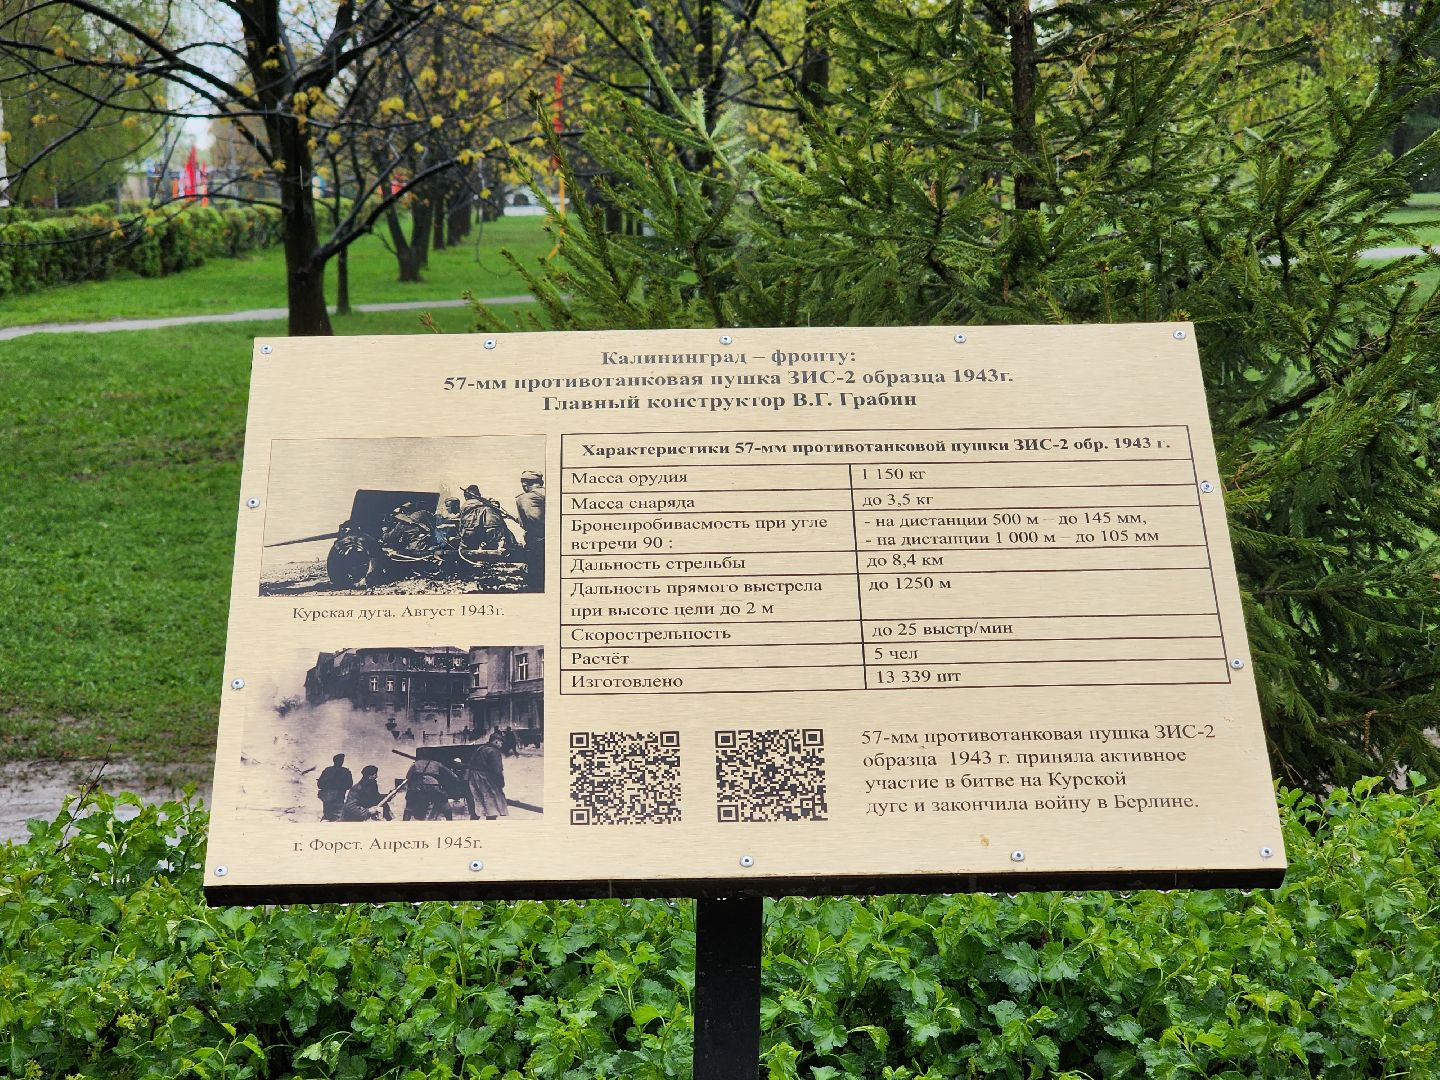 Калининград – фронту:
57-мм противотанковая пушка ЗИС-2 образца 1943г.
Главный конструктор В.Г. Грабин
Характеристики 57-мм противотанковой пушки ЗИС-2 обр. 1943 г.
Масса орудия 1 150 кг
Масса снаряда до 3,5 кг
Бронепробиваемость при угле встречи 90 : - на дистанции 500 м – до 145 мм,
- на дистанции 1 000 м – до 105 мм
Дальность стрельбы до 8,4 км
Дальность прямого выстрела до 1250 м
при высоте цели до 2 м
Скорострельность до 25 выстр/мин
Расчёт 5 чел
Изготовлено 13 339 шт
Курская дуга. Август 1943г.
г. Форст. Апрель 1945г.
57-мм противотанковая пушка ЗИС-2
образца 1943 г. приняла активное
участие в битве на Курской
дуге и закончила войну в Берлине.